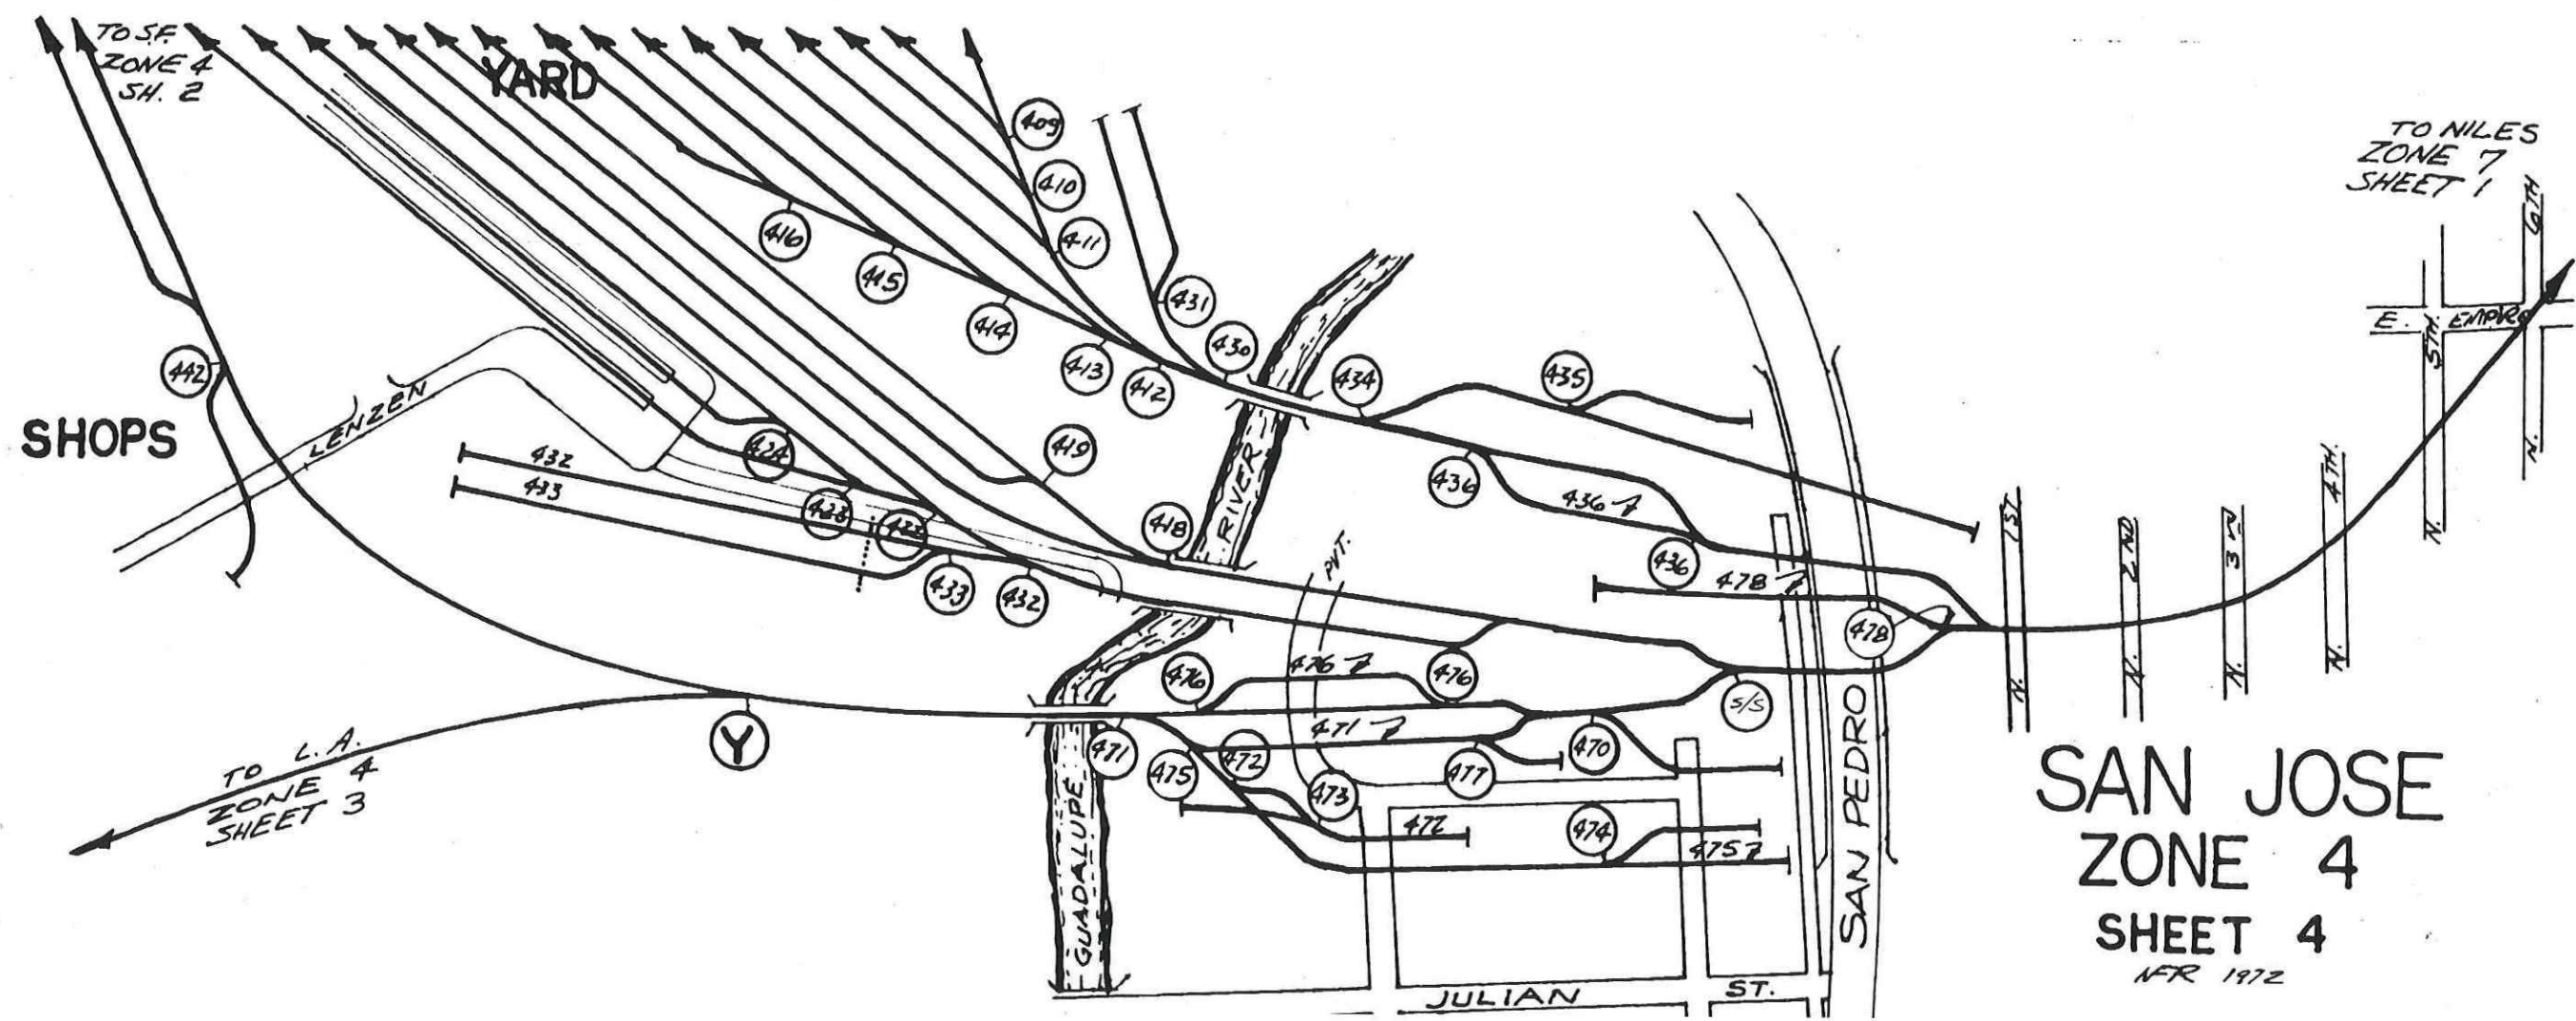 TO S.F.
ZONE 4
SH. 2
YARD
409
410
411
416
415
414
413
412
431
430
434
435
TO NILES
ZONE 7
SHEET 1
N. 6TH
E. EMPRE
N. 5TH.
442
SHOPS
LENZEN
432
433
424
419
418
RIVER
436
436
436
478
478
PVT.
433
432
N. 1ST
N. 2ND
N. 3RD
N. 4TH.
476
476
476
S/S
Y
471
471
475
472
473
477
470
TO L.A.
ZONE 4
SHEET 3
472
474
475
GUADALUPE
SAN PEDRO
JULIAN ST.
SAN JOSE
ZONE 4
SHEET 4
NFR 1972